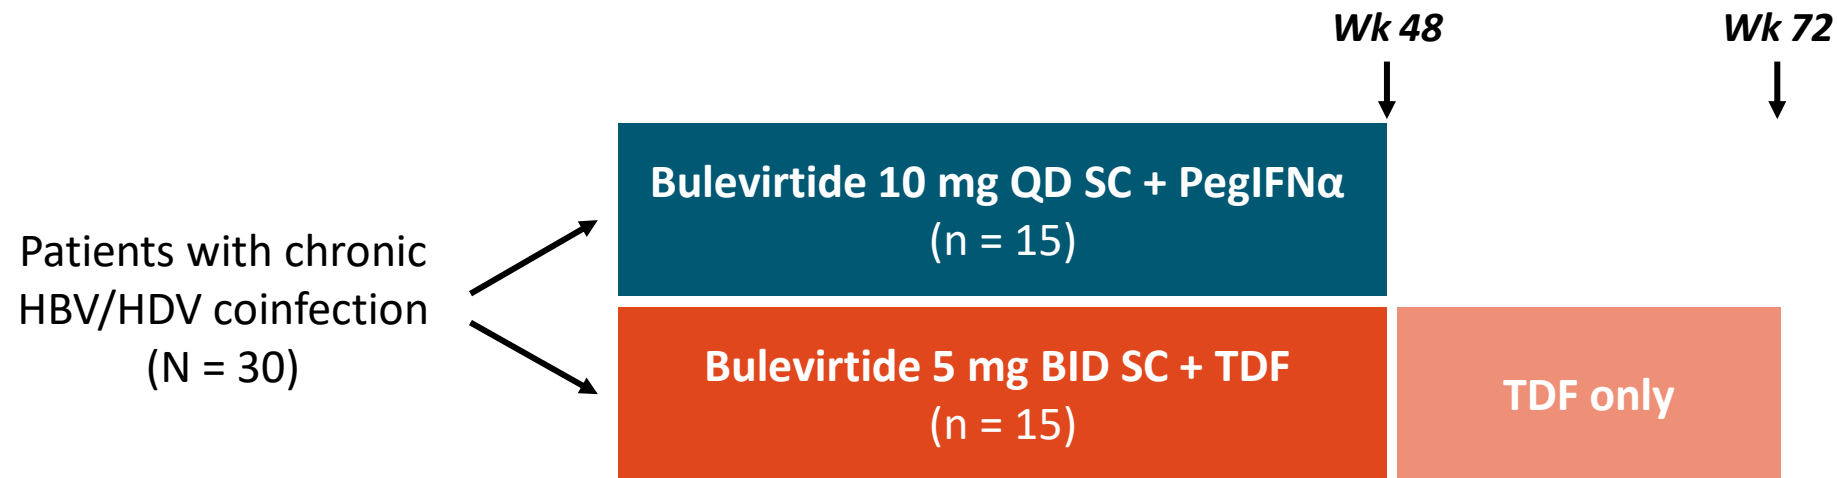 Wk 48
Wk 72
Patients with chronic
HBV/HDV coinfection
(N = 30)
Bulevirtide 10 mg QD SC + PegIFNα
(n = 15)
Bulevirtide 5 mg BID SC + TDF
(n = 15)
TDF only